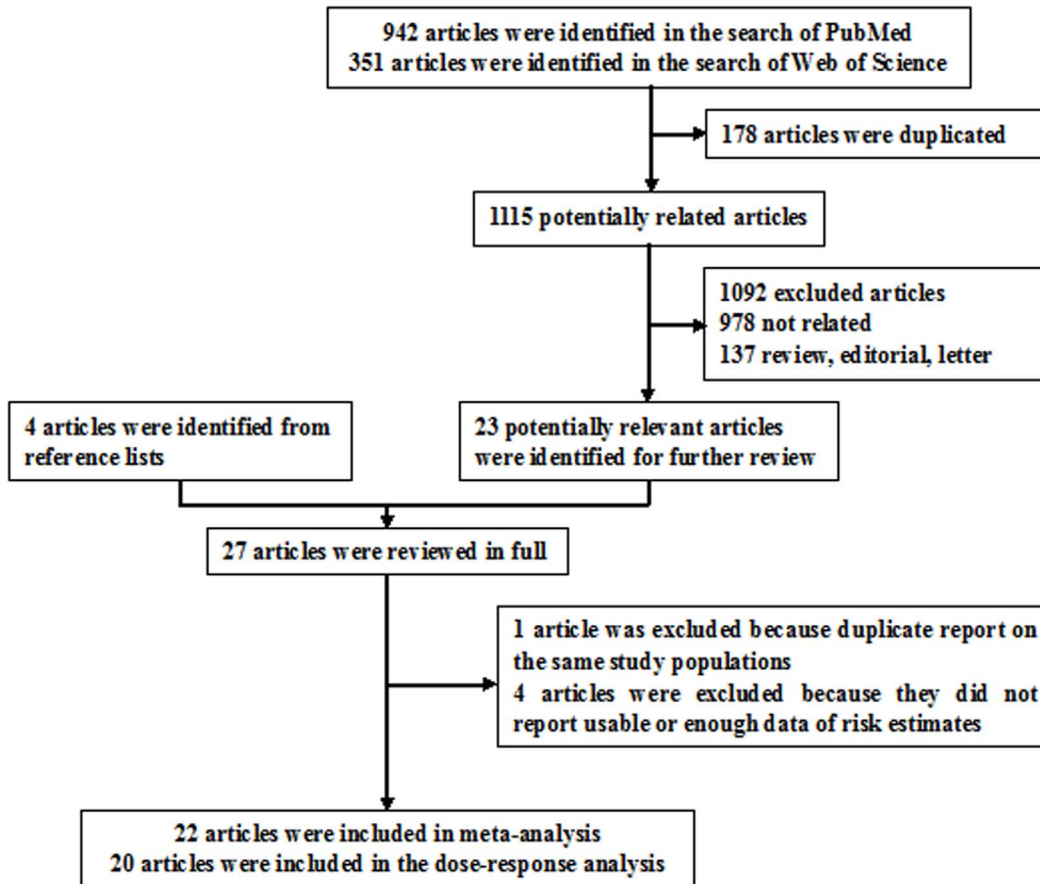 942 articles were identified in the search of PubMed
351 articles were identified in the search of Web of Science
178 articles were duplicated
1115 potentially related articles
1092 excluded articles
978 not related
137 review, editorial, letter
4 articles were identified from
reference lists
23 potentially relevant articles
were identified for further review
27 articles were reviewed in full
1 article was excluded because duplicate report on
the same study populations
4 articles were excluded because they did not
report usable or enough data of risk estimates
22 articles were included in meta-analysis
20 articles were included in the dose-response analysis